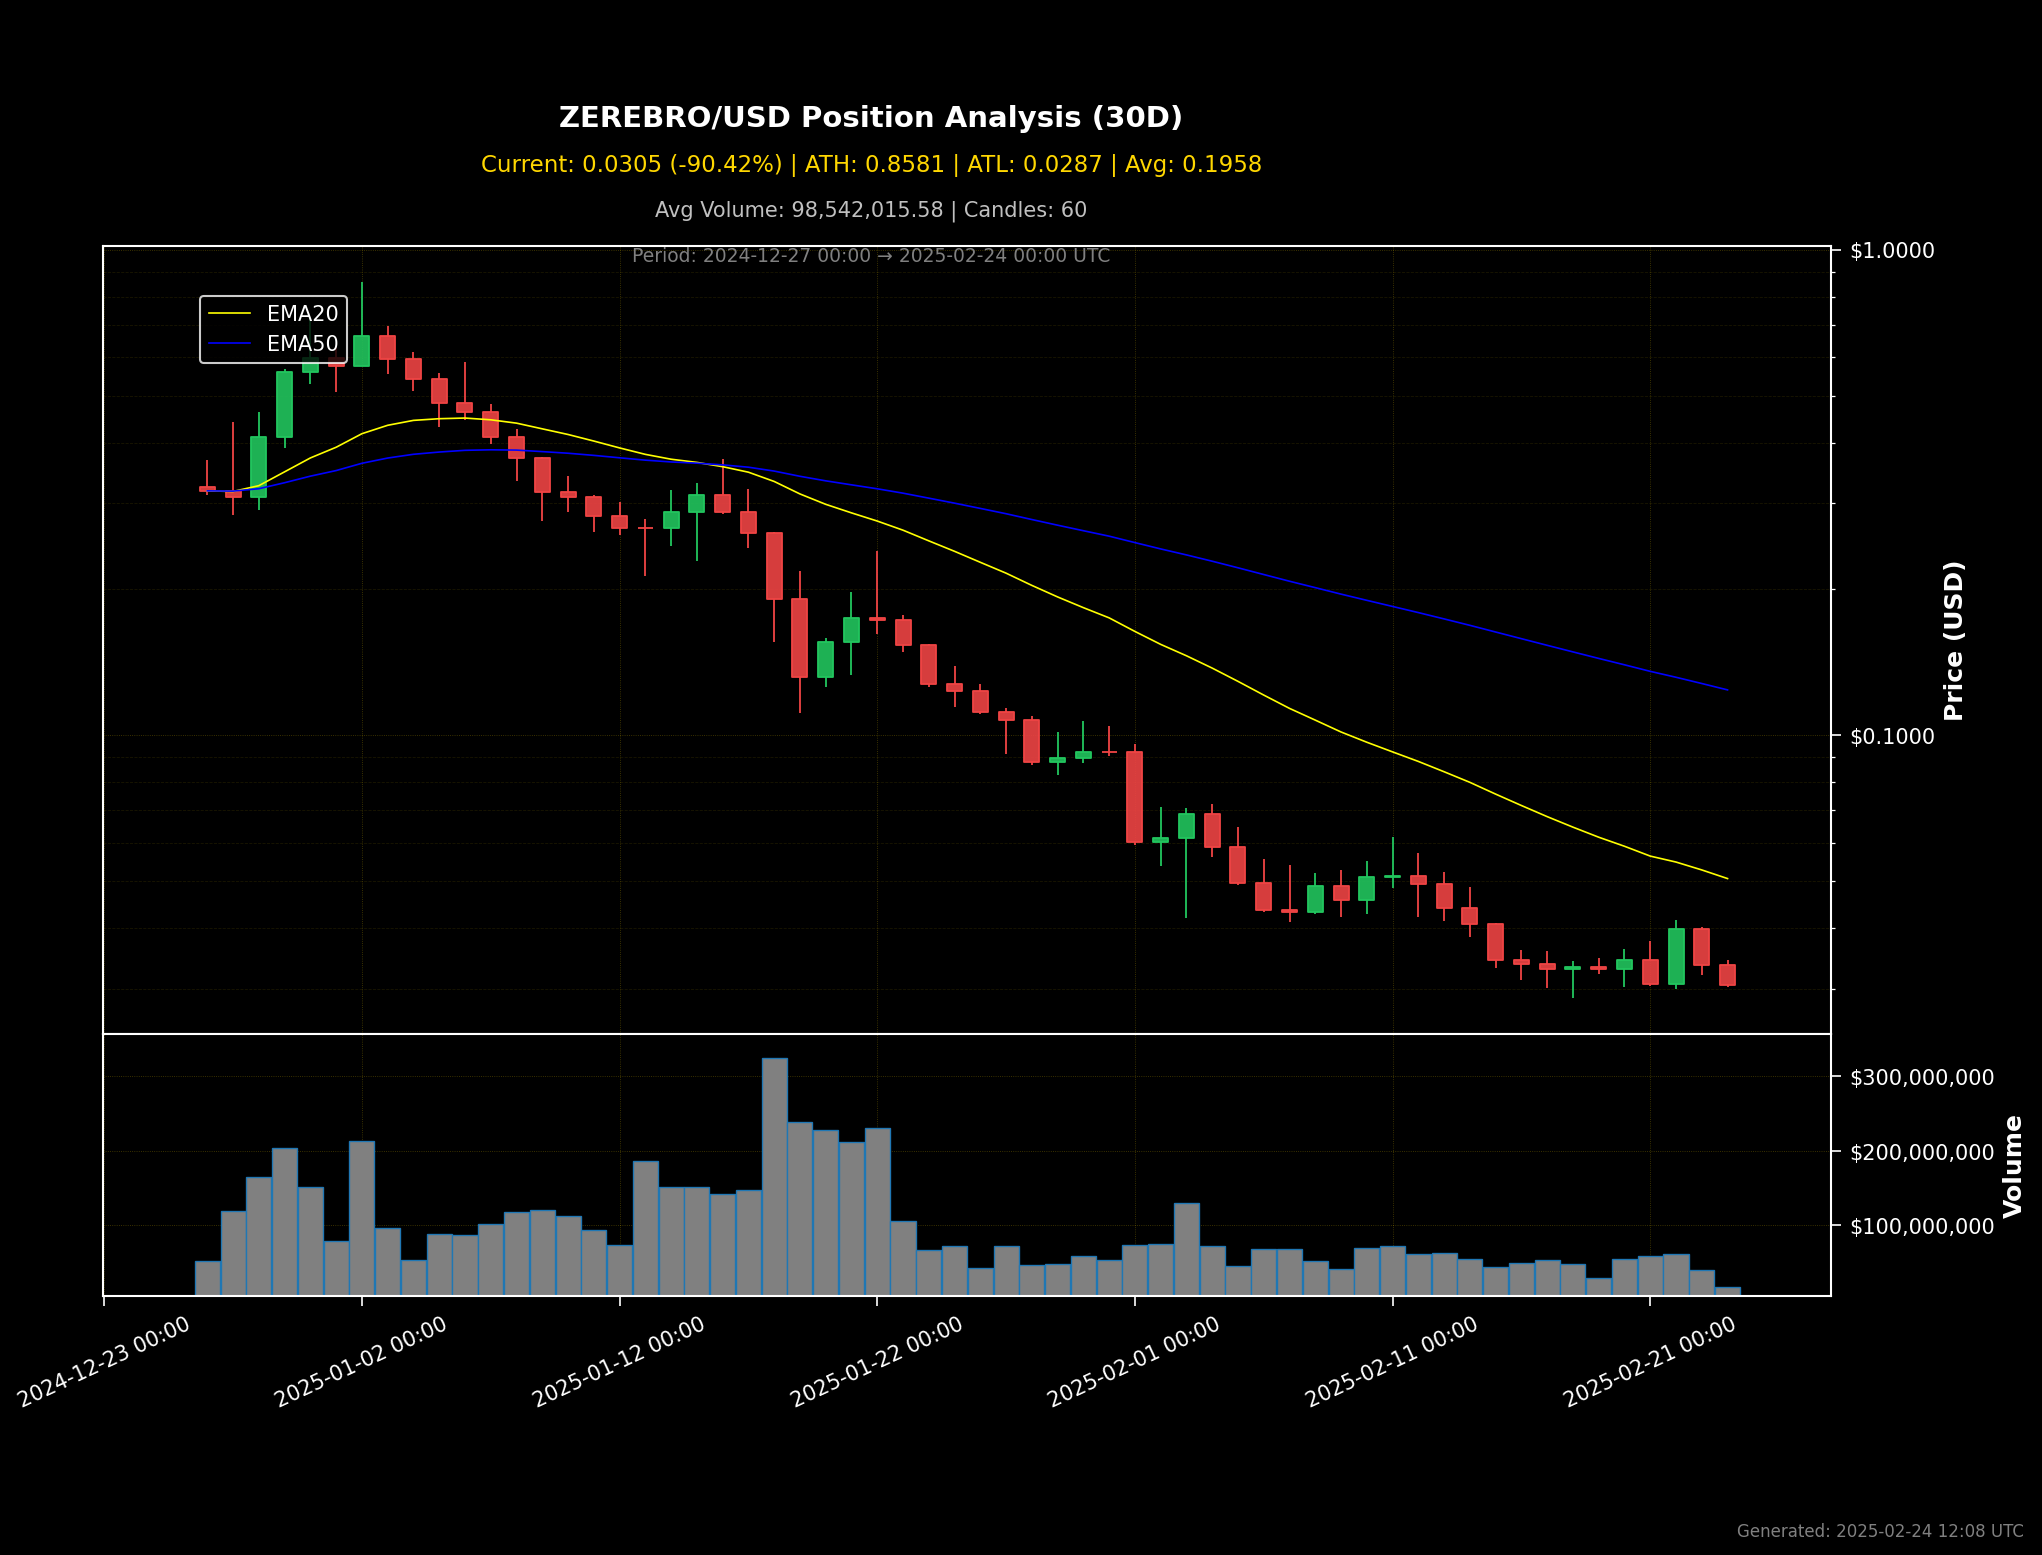 ZEREBRO/USD Position Analysis (30D)
Current: 0.0305 (-90.42%) | ATH: 0.8581 | ATL: 0.0287 | Avg: 0.1958
Avg Volume: 98,542,015.58 | Candles: 60
Period: 2024-12-27 00:00 → 2025-02-24 00:00 UTC
EMA20
EMA50
$1.0000
$0.1000
Price (USD)
$300,000,000
$200,000,000
$100,000,000
Volume
2024-12-23 00:00
2025-01-02 00:00
2025-01-12 00:00
2025-01-22 00:00
2025-02-01 00:00
2025-02-11 00:00
2025-02-21 00:00
Generated: 2025-02-24 12:08 UTC